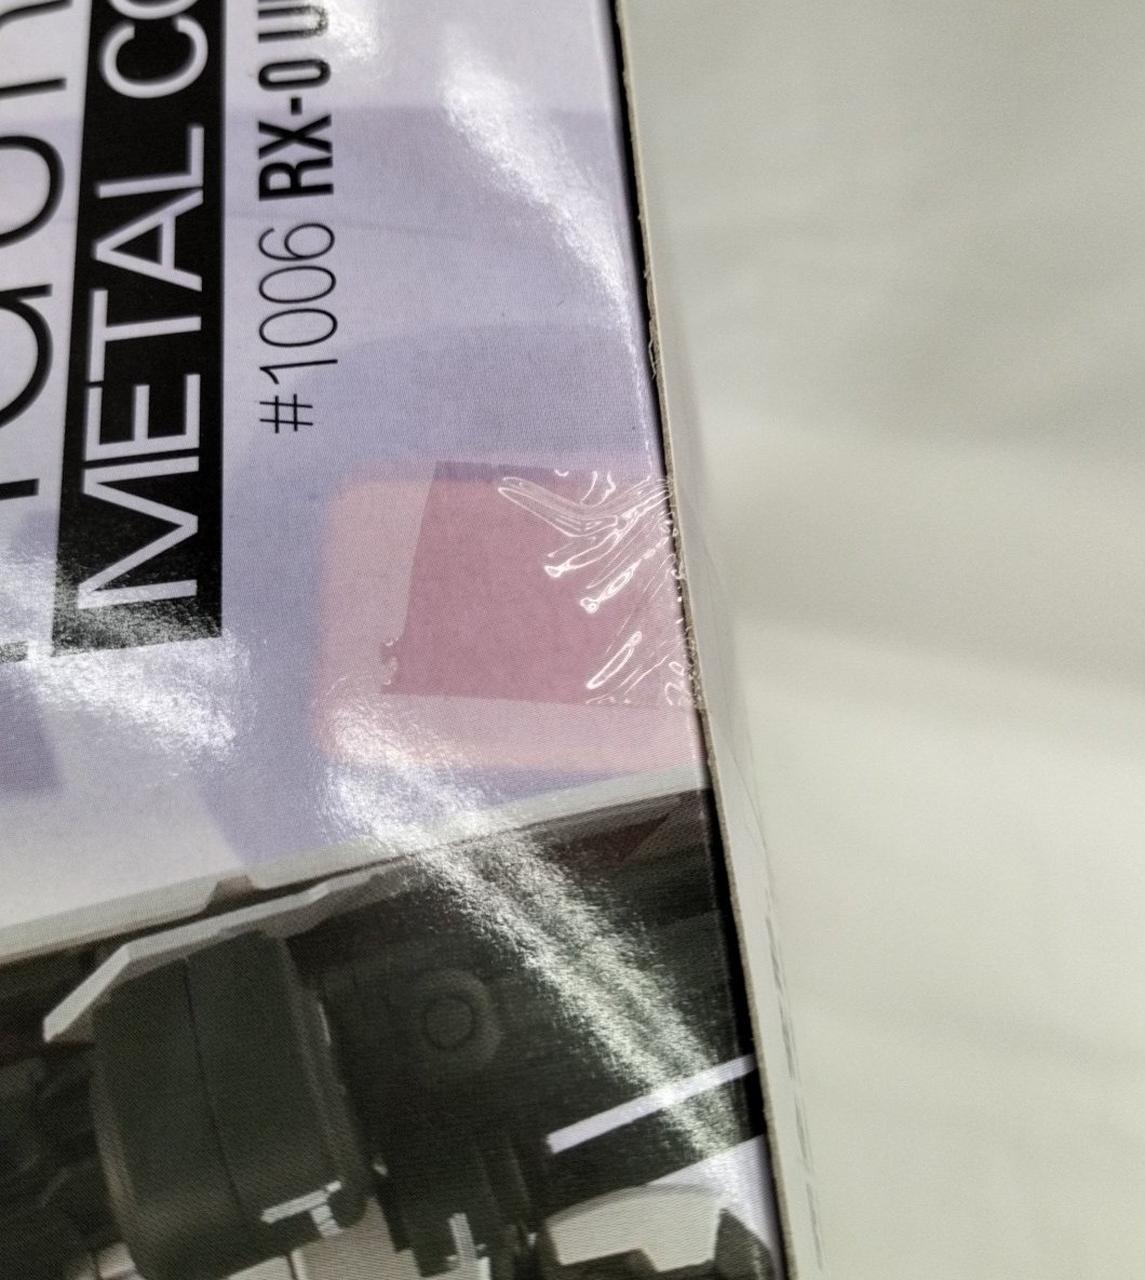 METAL CO
#1006 RX-0 U